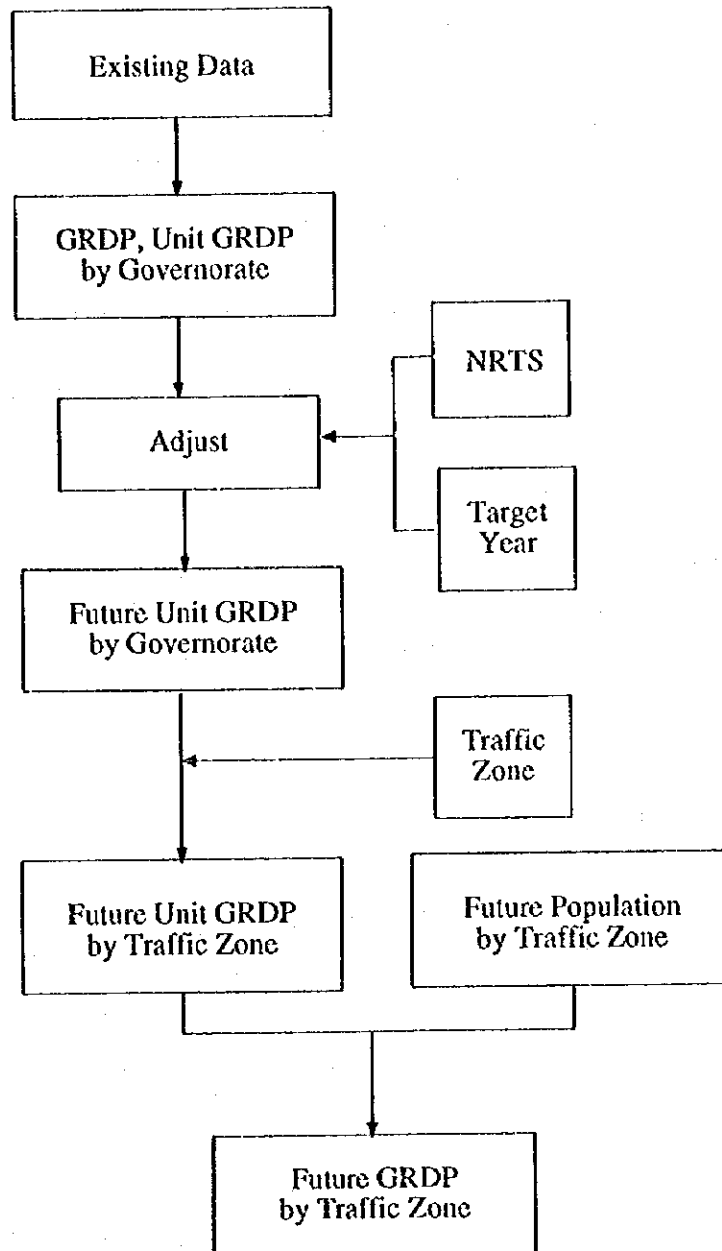 Existing Data
GRDP, Unit GRDP
by Governorate
NRTS
Adjust
Target
Year
Future Unit GRDP
by Governorate
Traffic
Zone
Future Unit GRDP
by Traffic Zone
Future Population
by Traffic Zone
Future GRDP
by Traffic Zone